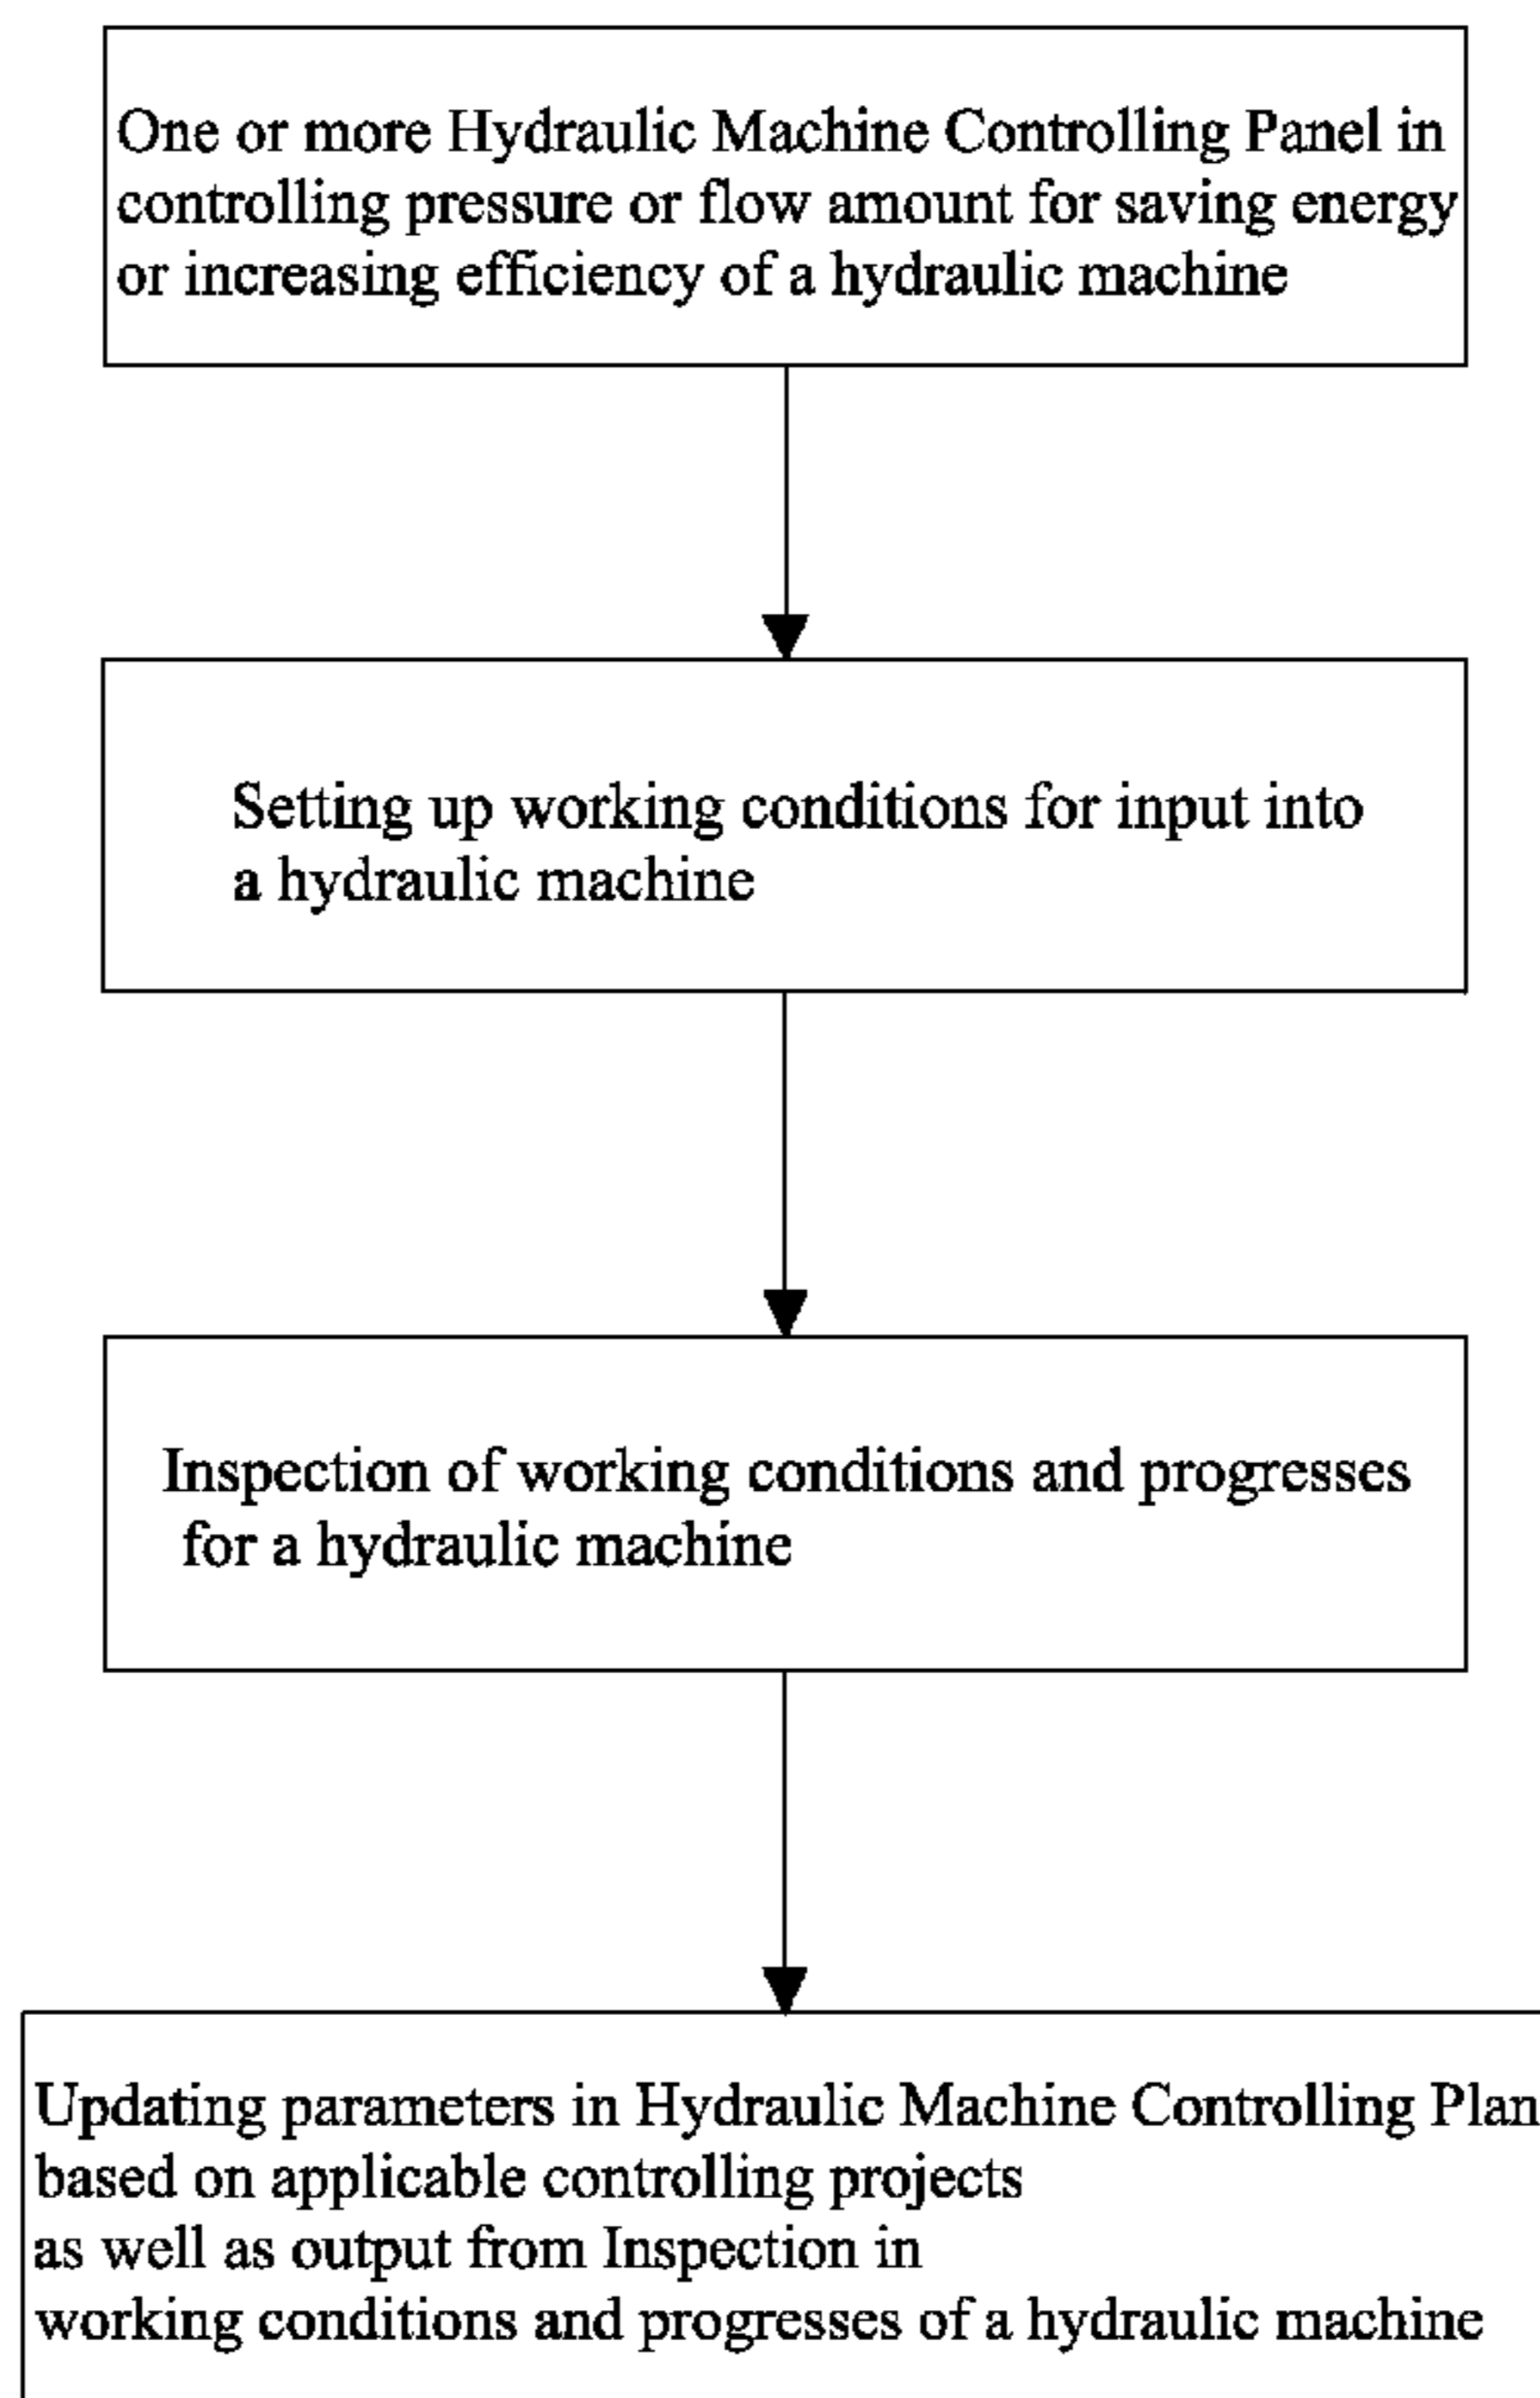 One or more Hydraulic Machine Controlling Panel in
controlling pressure or flow amount for saving energy
or increasing efficiency of a hydraulic machine
Setting up working conditions for input into
a hydraulic machine
Inspection of working conditions and progresses
for a hydraulic machine
Updating parameters in Hydraulic Machine Controlling Plan
based on applicable controlling projects
as well as output from Inspection in
working conditions and progresses of a hydraulic machine